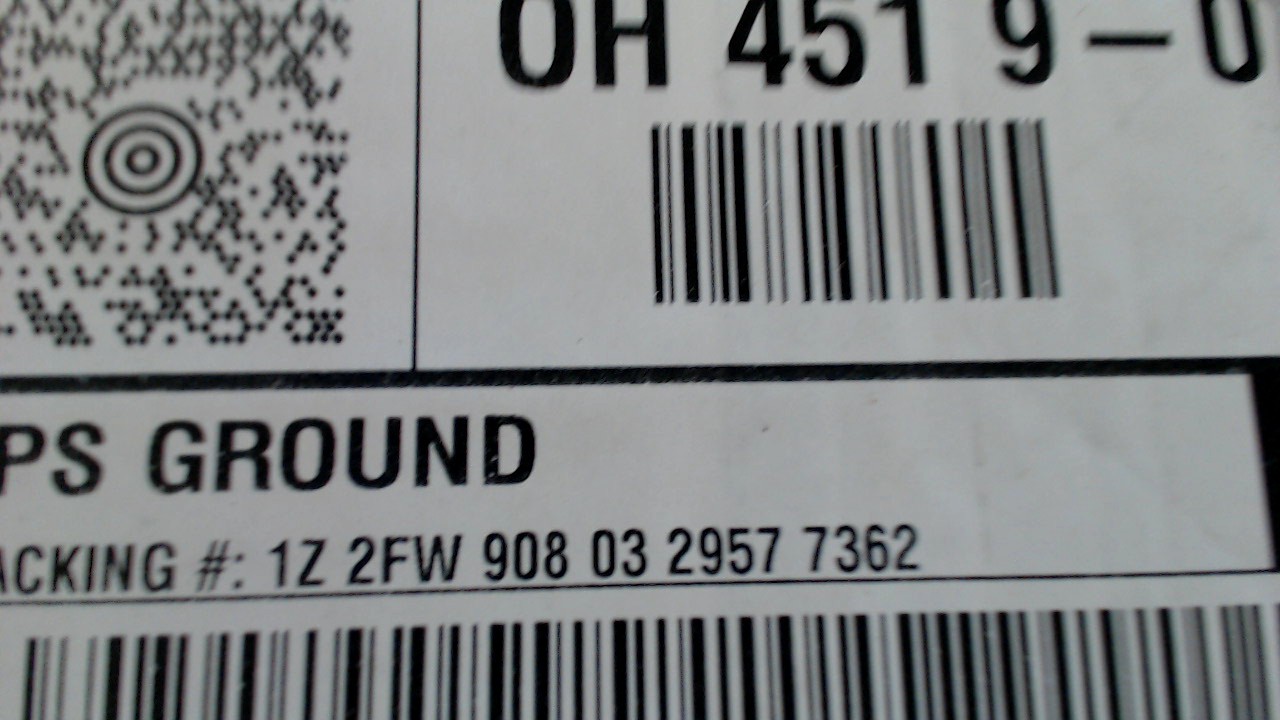 OH 451 9-0
PS GROUND
ACKING #: 1Z 2FW 908 03 2957 7362